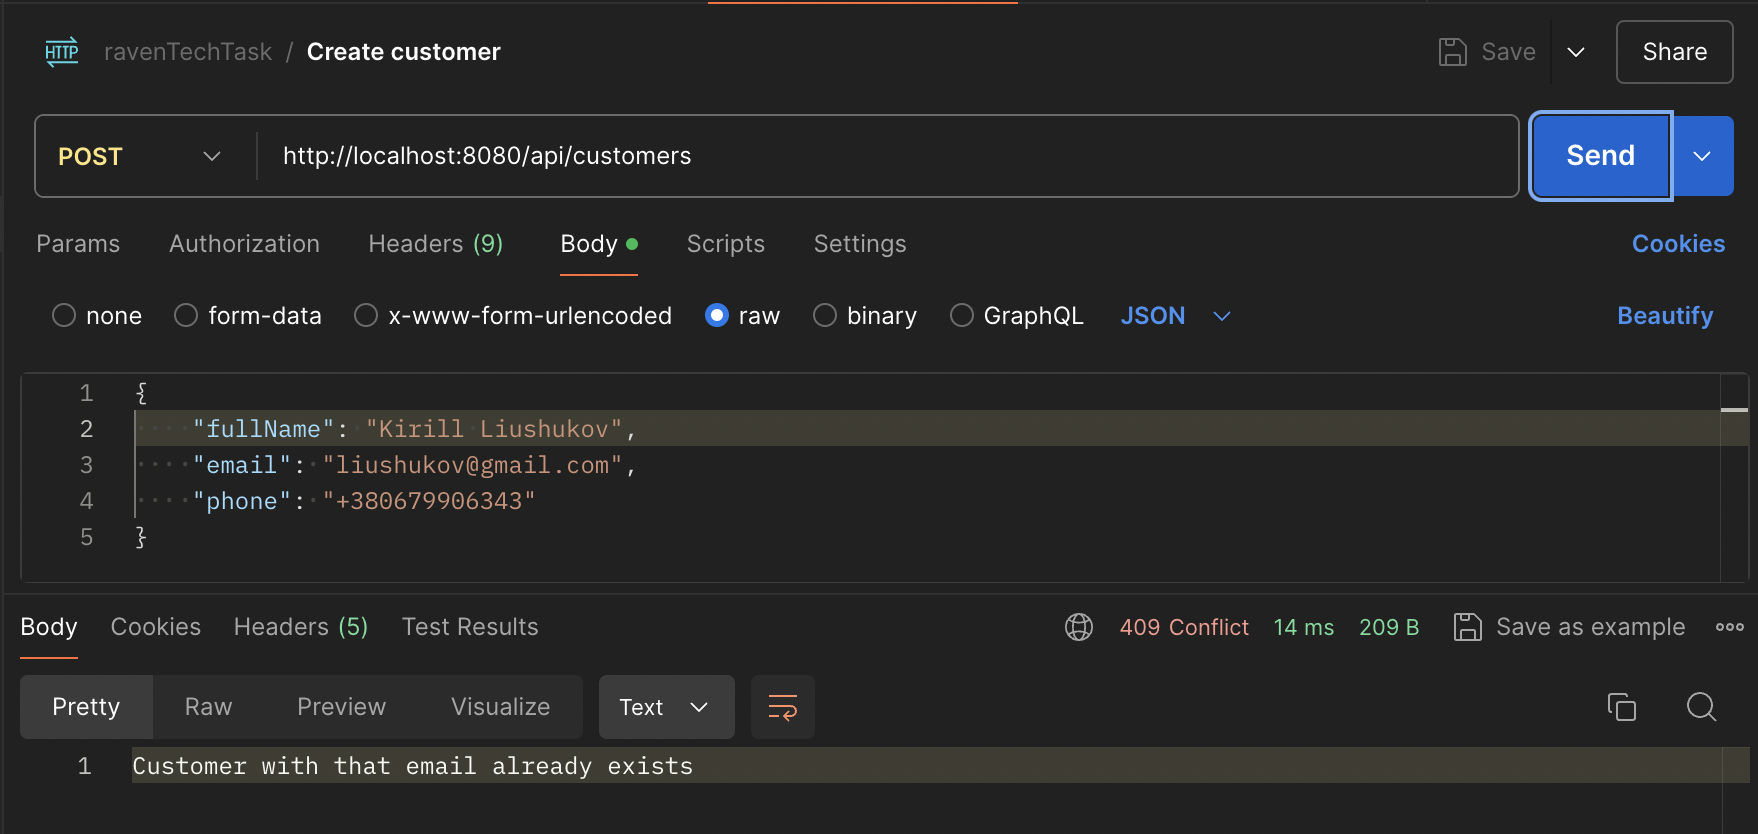 HTTP ravenTechTask / Create customer Save Share
POST http://localhost:8080/api/customers Send
Params Authorization Headers (9) Body Scripts Settings Cookies
none form-data x-www-form-urlencoded raw binary GraphQL JSON Beautify
1 {
2 "fullName": "Kirill Liushukov",
3 "email": "liushukov@gmail.com",
4 "phone": "+380679906343"
5 }
Body Cookies Headers (5) Test Results 409 Conflict 14 ms 209 B Save as example
Pretty Raw Preview Visualize Text
1 Customer with that email already exists